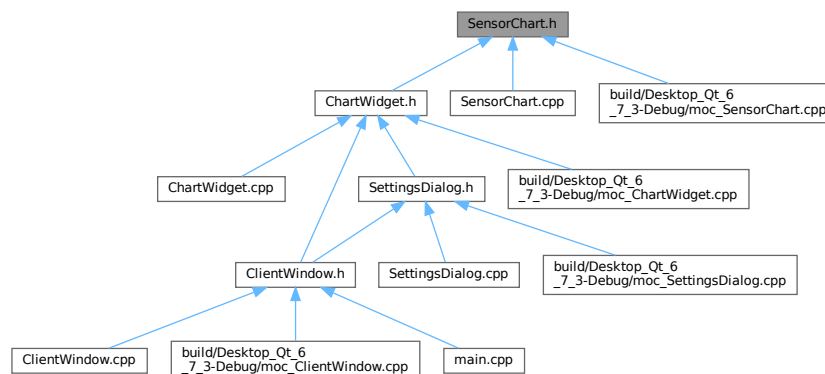 SensorChart.h
ChartWidget.h
SensorChart.cpp
build/Desktop_Qt_6
_7_3-Debug/moc_SensorChart.cpp
ChartWidget.cpp
SettingsDialog.h
build/Desktop_Qt_6
_7_3-Debug/moc_ChartWidget.cpp
ClientWindow.h
SettingsDialog.cpp
build/Desktop_Qt_6
_7_3-Debug/moc_SettingsDialog.cpp
ClientWindow.cpp
build/Desktop_Qt_6
_7_3-Debug/moc_ClientWindow.cpp
main.cpp